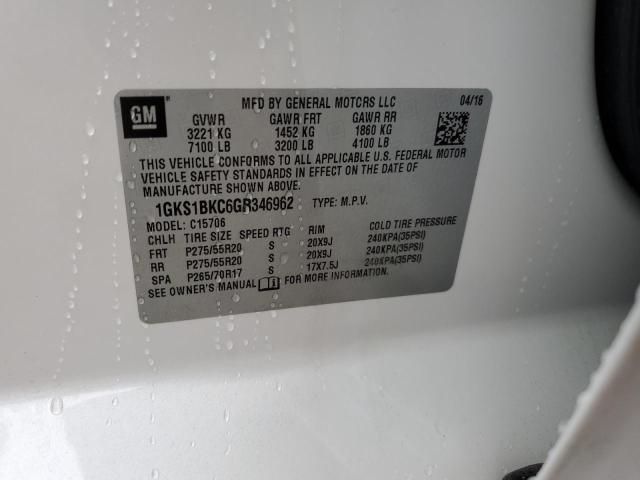 GM ®
MFD BY GENERAL MOTORS LLC 04/16
GVWR GAWR FRT GAWR RR
3221 KG 1452 KG 1860 KG
7100 LB 3200 LB 4100 LB
THIS VEHICLE CONFORMS TO ALL APPLICABLE U.S. FEDERAL MOTOR
VEHICLE SAFETY STANDARDS IN EFFECT ON THE DATE OF
MANUFACTURE SHOWN ABOVE.
1GKS1BKC6GR346962 TYPE: M.P.V.
MODEL: C15706
CHLH TIRE SIZE SPEED RTG RIM COLD TIRE PRESSURE
FRT P275/55R20 S 20X9J 240KPA(35PSI)
RR P275/55R20 S 20X9J 240KPA(35PSI)
SPA P265/70R17 S 17X7.5J 240KPA(35PSI)
SEE OWNER'S MANUAL FOR MORE INFORMATION.